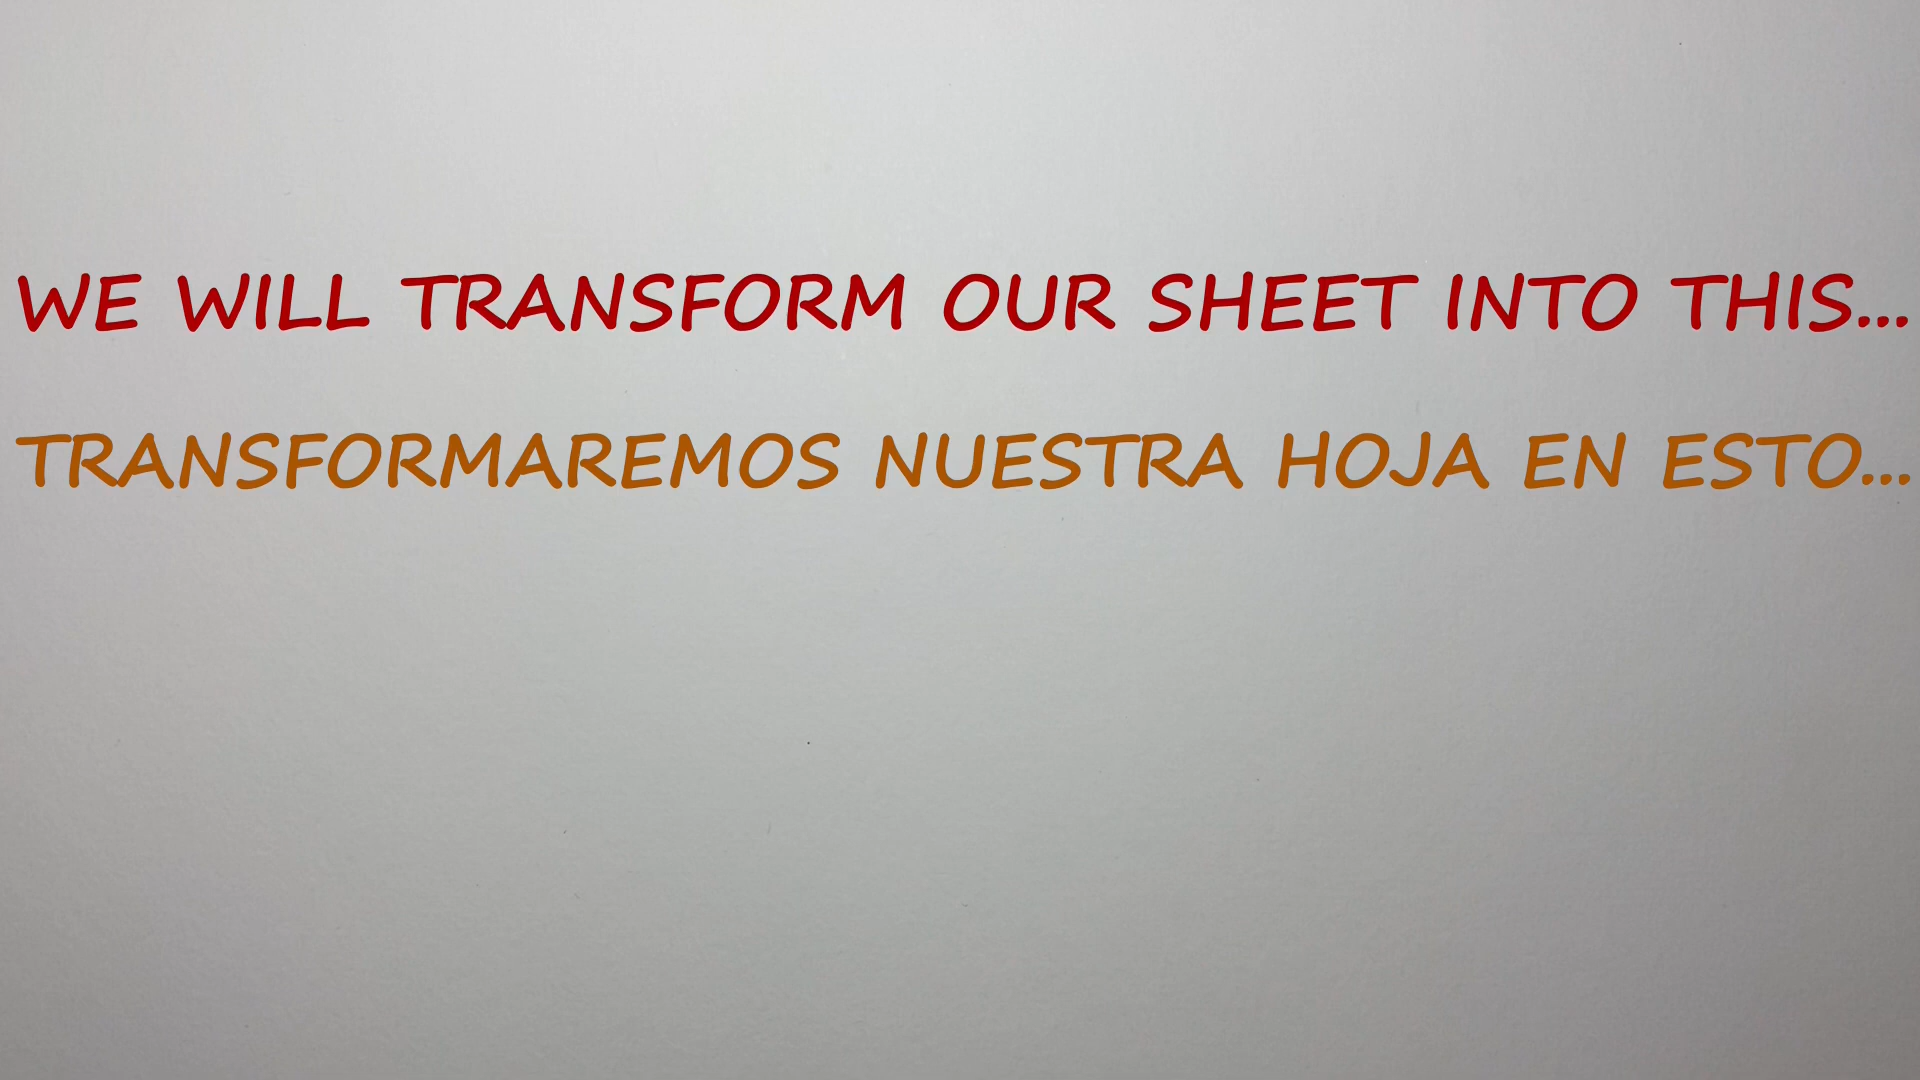 WE WILL TRANSFORM OUR SHEET INTO THIS...
TRANSFORMAREMOS NUESTRA HOJA EN ESTO...